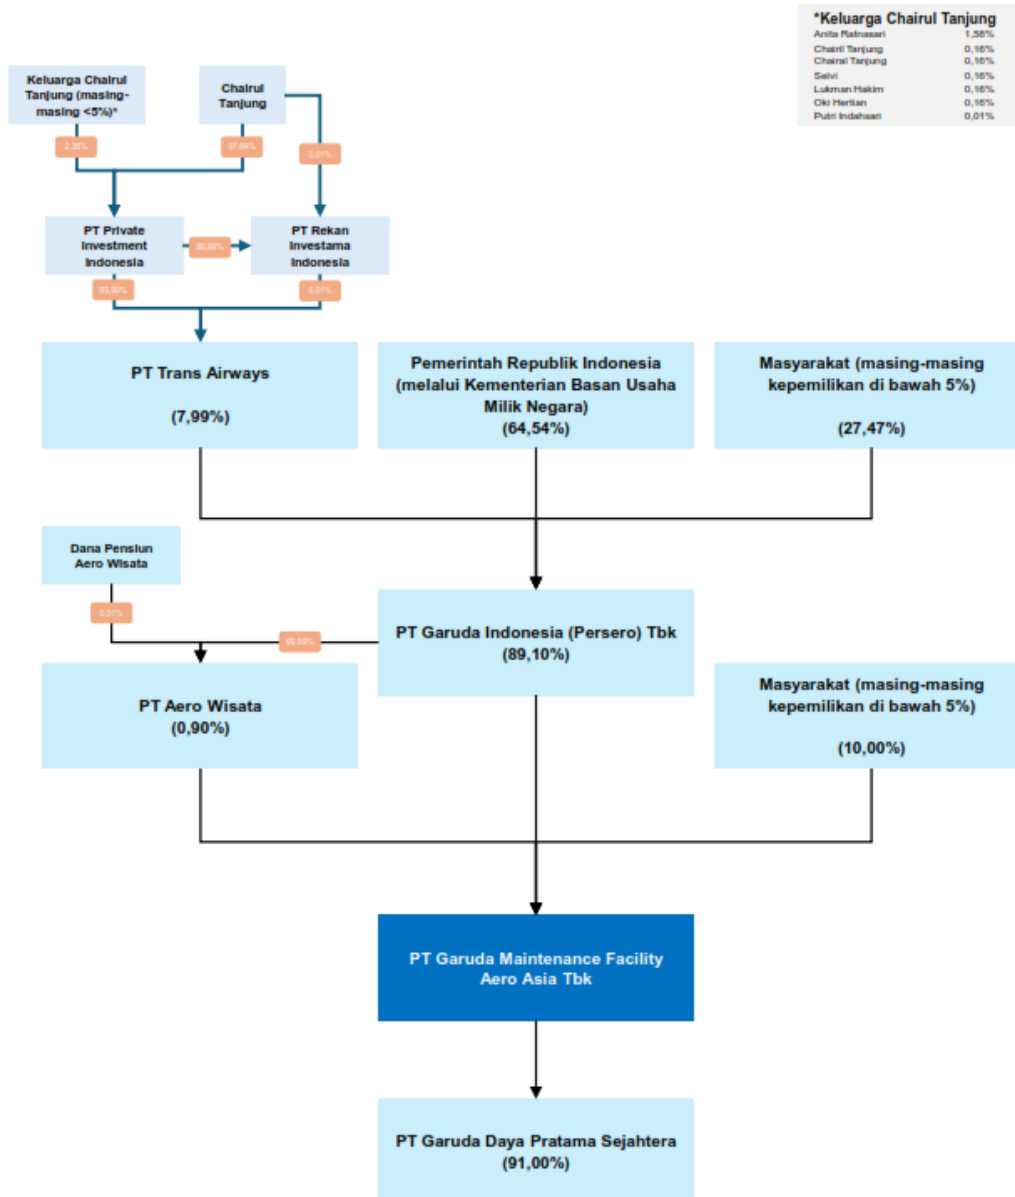 *Keluarga Chairul Tanjung
Anita Ratnasari 1,58%
Chairil Tanjung 0,16%
Chairal Tanjung 0,16%
Selvi 0,16%
Lukman Hakim 0,16%
Oki Hertian 0,16%
Putri Indahsari 0,01%
Keluarga Chairul
Tanjung (masing-
masing <5%)*
Chairul
Tanjung
2,36%
97,64%
0,01%
PT Private
Investment
Indonesia
99,99%
PT Rekan
Investama
Indonesia
99,99%
0,01%
PT Trans Airways
(7,99%)
Pemerintah Republik Indonesia
(melalui Kementerian Basan Usaha
Milik Negara)
(64,54%)
Masyarakat (masing-masing
kepemilikan di bawah 5%)
(27,47%)
Dana Pensiun
Aero Wisata
0,01%
99,99%
PT Garuda Indonesia (Persero) Tbk
(89,10%)
PT Aero Wisata
(0,90%)
Masyarakat (masing-masing
kepemilikan di bawah 5%)
(10,00%)
PT Garuda Maintenance Facility
Aero Asia Tbk
PT Garuda Daya Pratama Sejahtera
(91,00%)